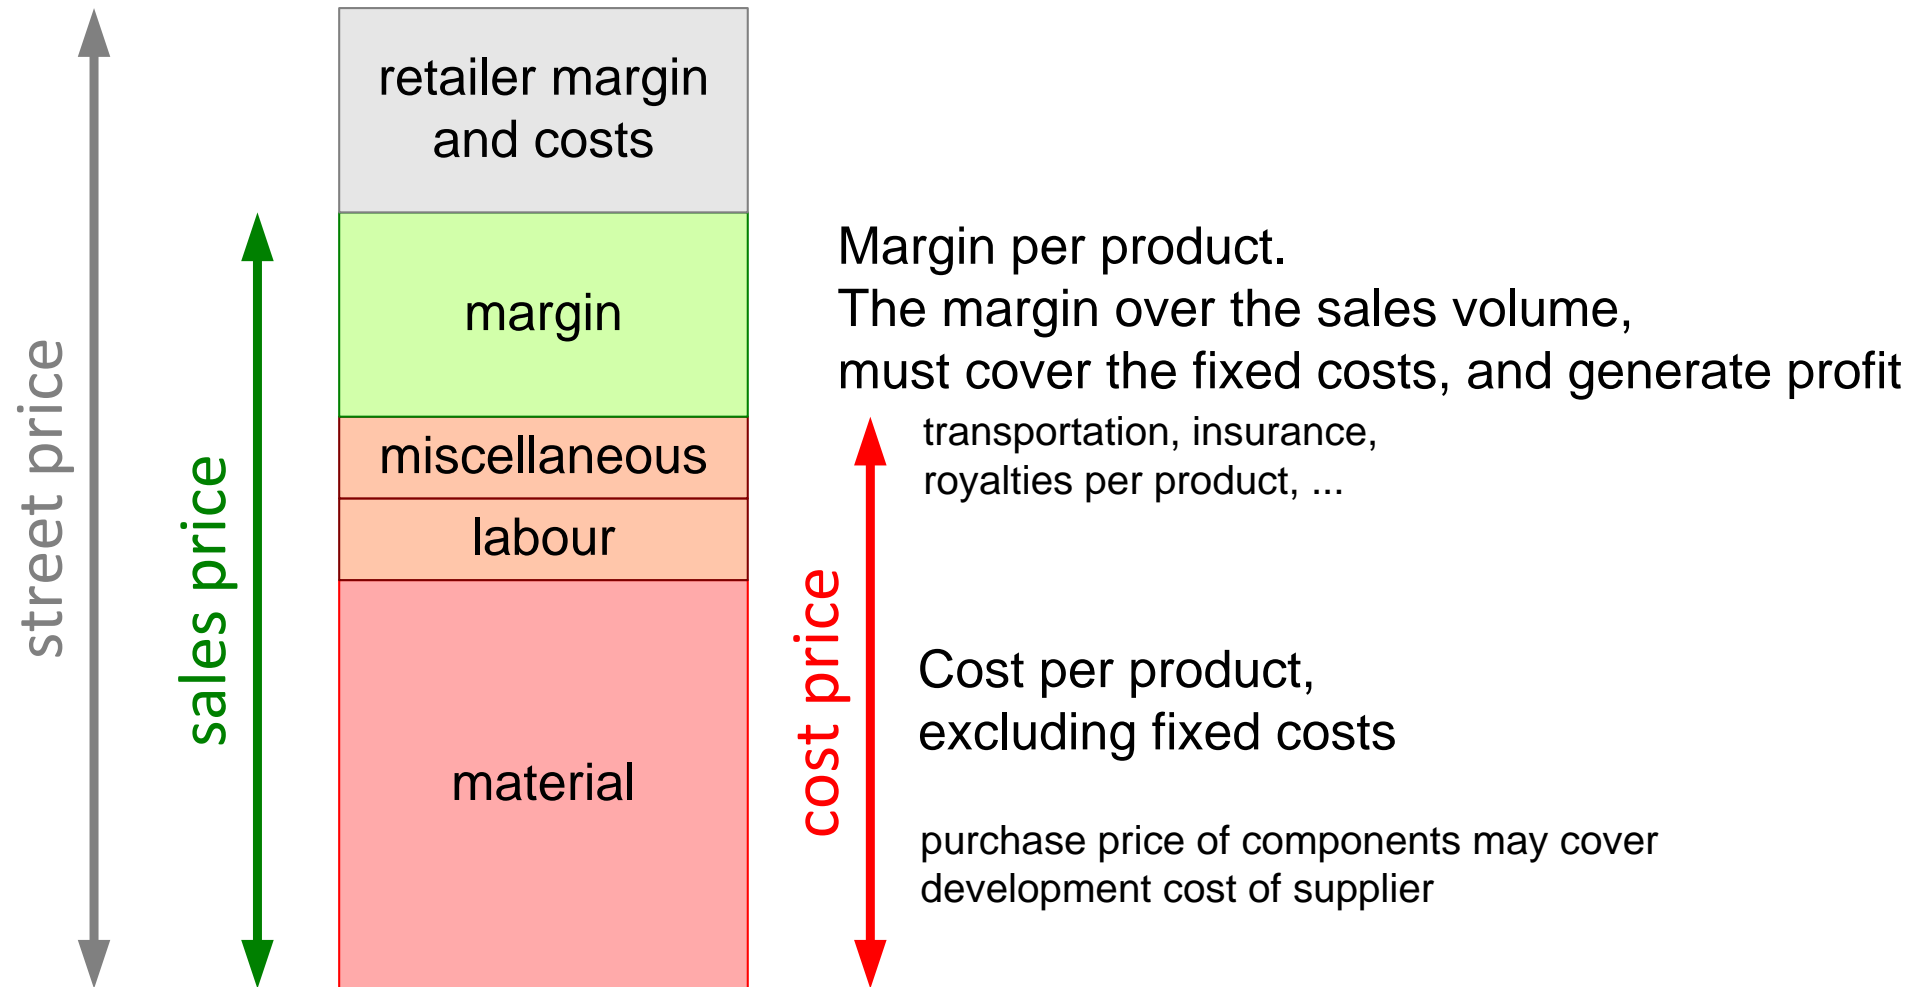 street price
sales price
retailer margin
and costs
margin
miscellaneous
labour
material
cost price
Margin per product.
The margin over the sales volume,
must cover the fixed costs, and generate profit
transportation, insurance,
royalties per product, ...
Cost per product,
excluding fixed costs
purchase price of components may cover
development cost of supplier